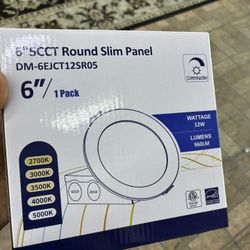 6"5CCT Round Slim Panel
DM-6EJCT12SR05
Dimmable
6"/1 Pack
WATTAGE
12W
LUMENS
960LM
2700K
3000K
3500K
4000K
5000K